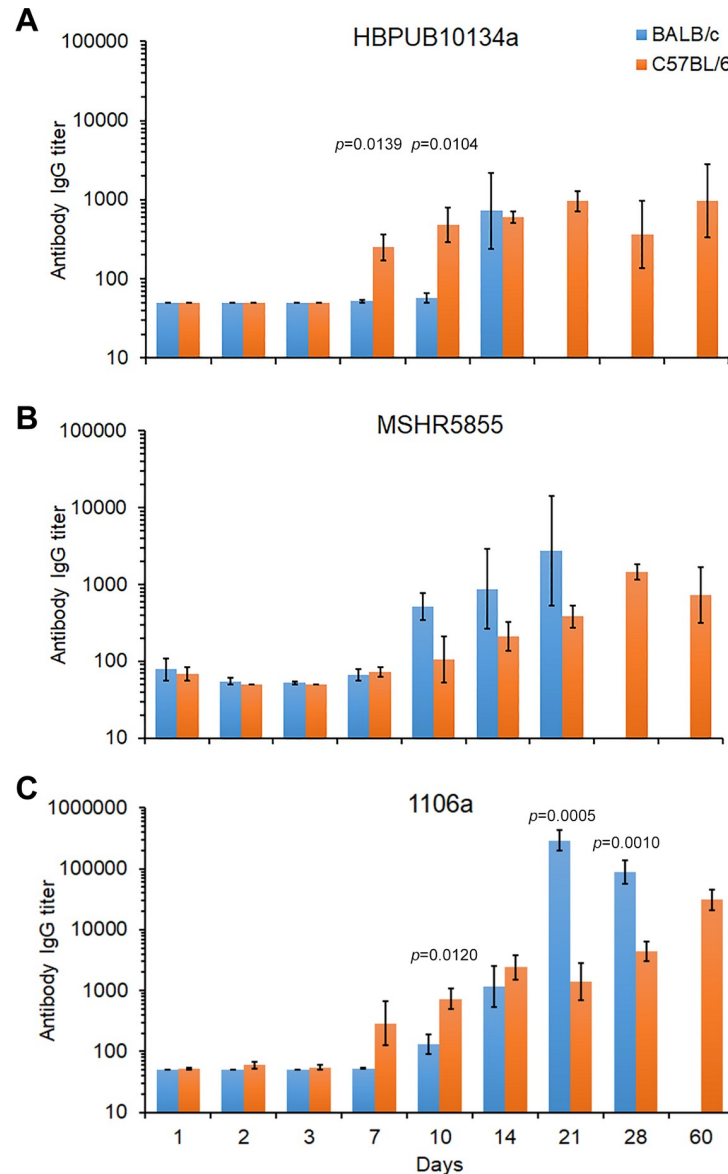 A
HBPUB10134a
BALB/c
C57BL/6
Antibody IgG titer
100000
10000
1000
100
10
p=0.0139 p=0.0104
B
MSHR5855
Antibody IgG titer
100000
10000
1000
100
10
C
1106a
Antibody IgG titer
1000000
100000
10000
1000
100
10
p=0.0005
p=0.0010
p=0.0120
1 2 3 7 10 14 21 28 60
Days